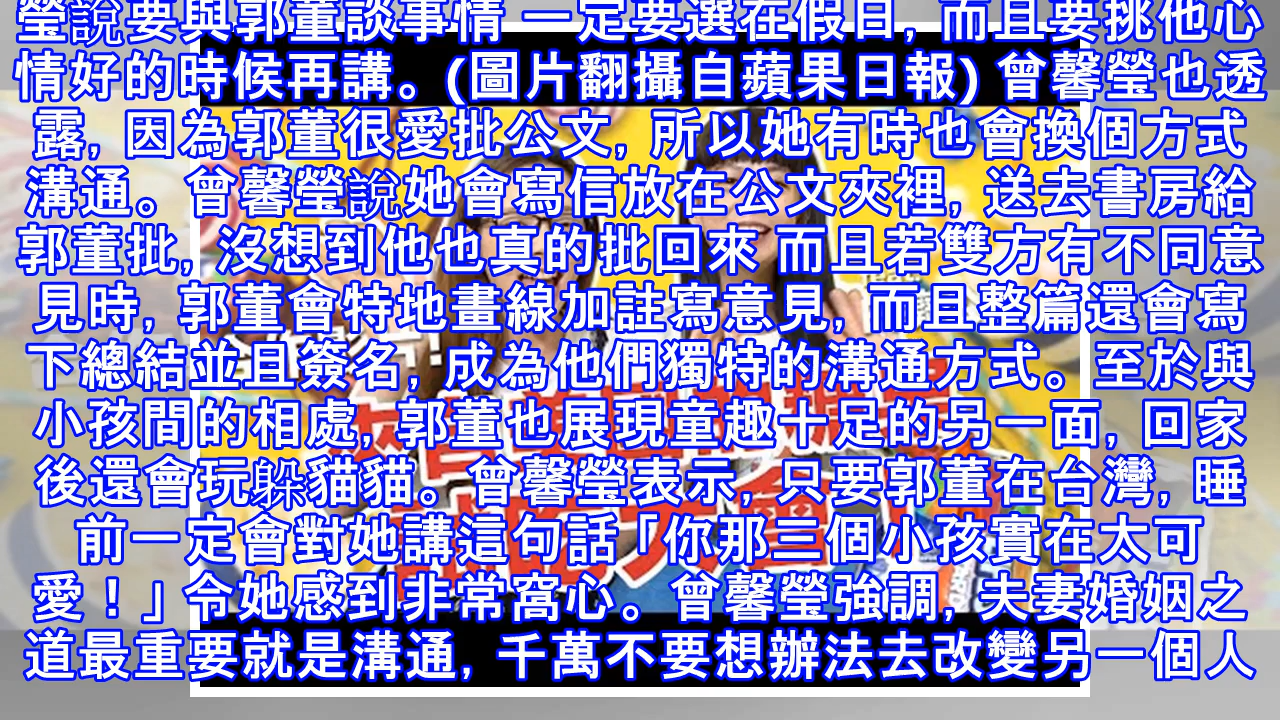 瑩說要與郭董談事情 一定要選在假日, 而且要挑他心
情好的時候再講。(圖片翻攝自蘋果日報) 曾馨瑩也透
露, 因為郭董很愛批公文, 所以她有時也會換個方式
溝通。曾馨瑩說她會寫信放在公文夾裡, 送去書房給
郭董批, 沒想到他也真的批回來 而且若雙方有不同意
見時, 郭董會特地畫線加註寫意見, 而且整篇還會寫
下總結並且簽名, 成為他們獨特的溝通方式。至於與
小孩間的相處, 郭董也展現童趣十足的另一面, 回家
後還會玩躲貓貓。曾馨瑩表示, 只要郭董在台灣, 睡
前一定會對她講這句話「你那三個小孩實在太可
愛！」令她感到非常窩心。曾馨瑩強調, 夫妻婚姻之
道最重要就是溝通, 千萬不要想辦法去改變另一個人